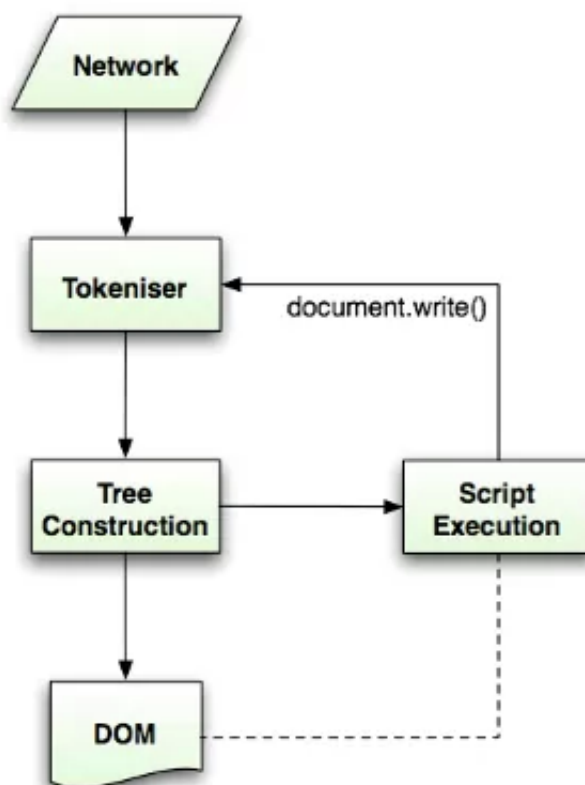 Network
Tokeniser
document.write()
Tree
Construction
Script
Execution
DOM